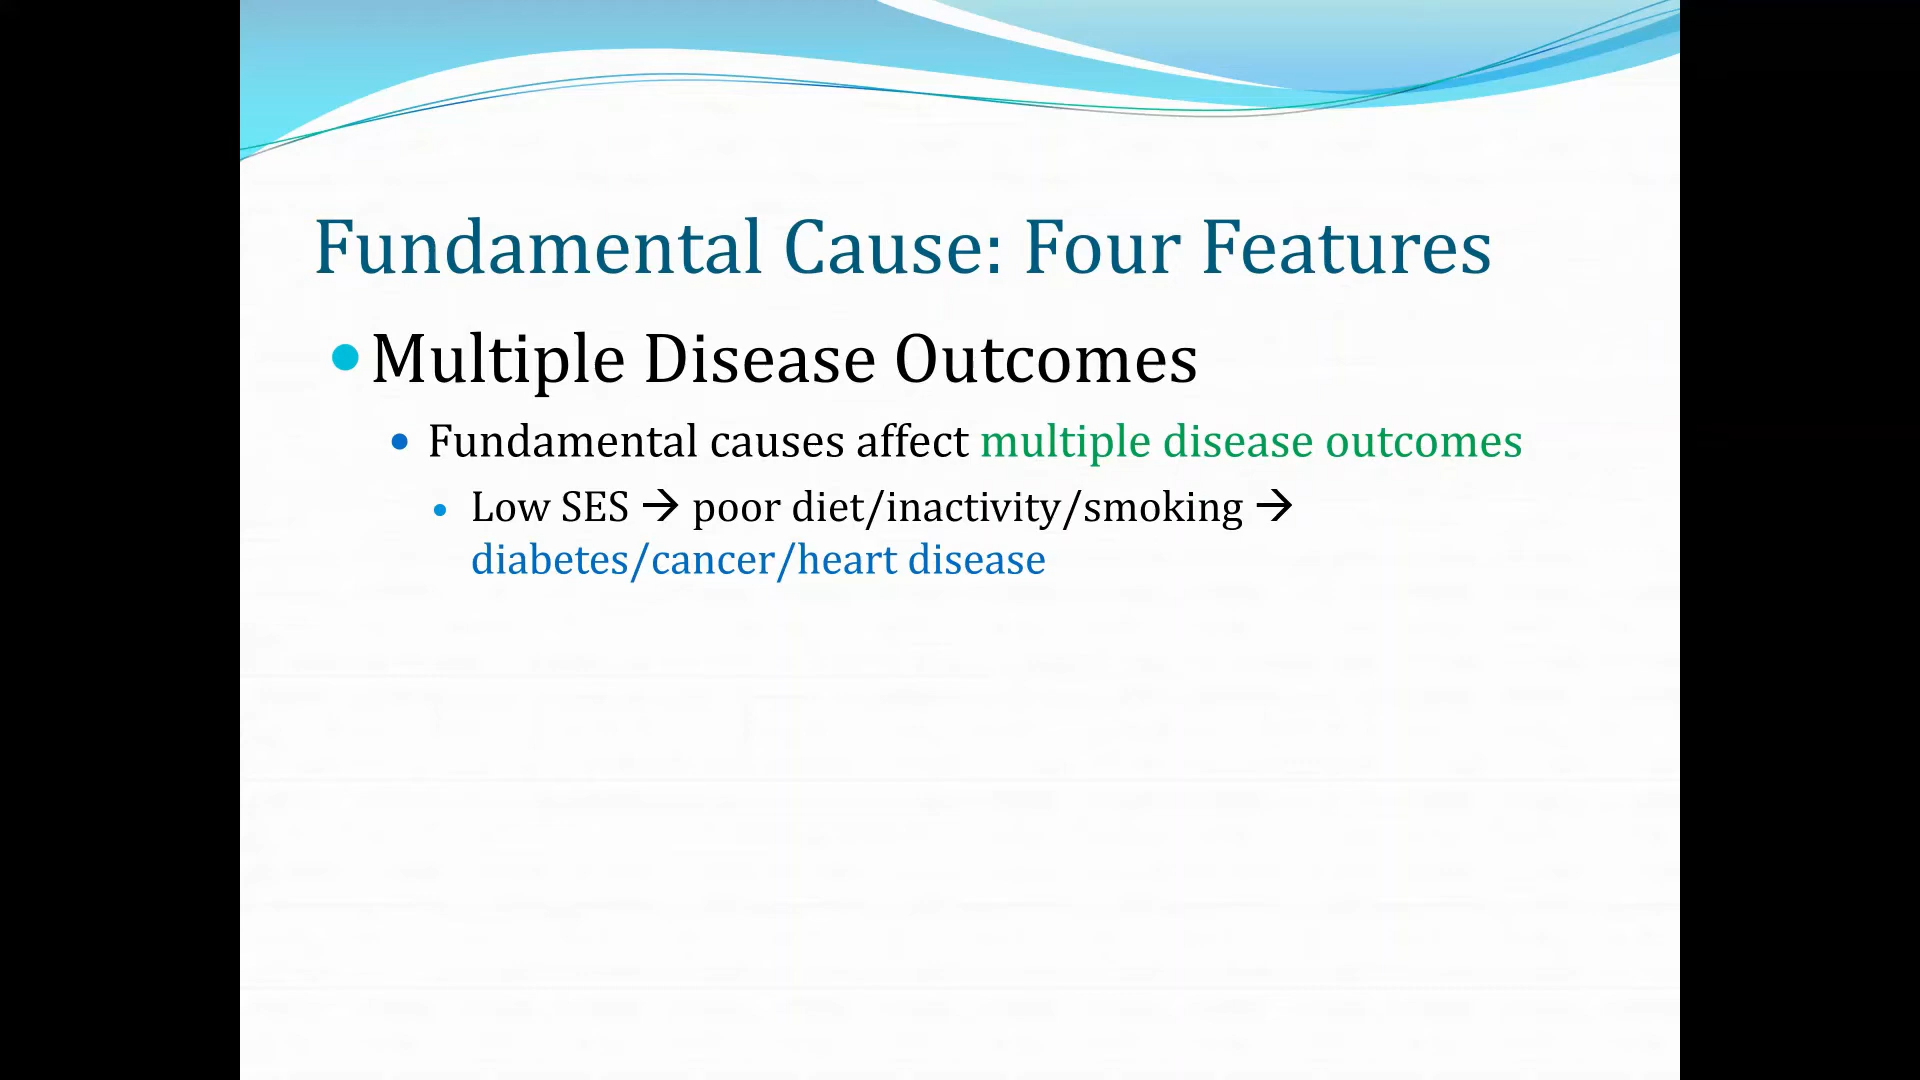 Fundamental Cause: Four Features
• Multiple Disease Outcomes
• Fundamental causes affect multiple disease outcomes
• Low SES → poor diet/inactivity/smoking →
diabetes/cancer/heart disease